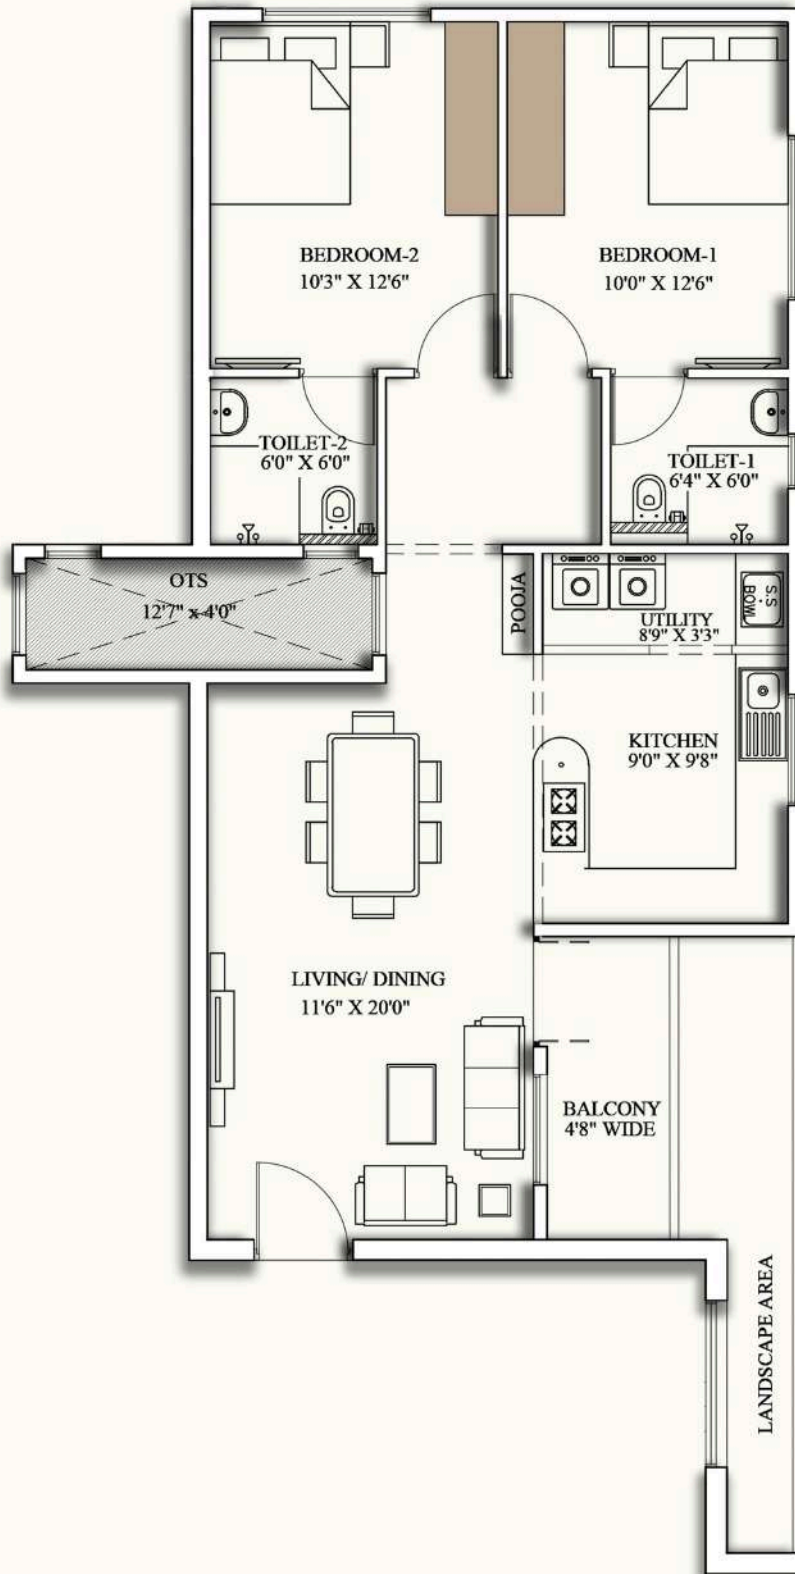 BEDROOM-2
10'3" X 12'6"
BEDROOM-1
10'0" X 12'6"
TOILET-2
6'0" X 6'0"
TOILET-1
6'4" X 6'0"
OTS
12'7" x 4'0"
POOJA
S.S
BOWL
UTILITY
8'9" X 3'3"
KITCHEN
9'0" X 9'8"
LIVING/ DINING
11'6" X 20'0"
BALCONY
4'8" WIDE
LANDSCAPE AREA